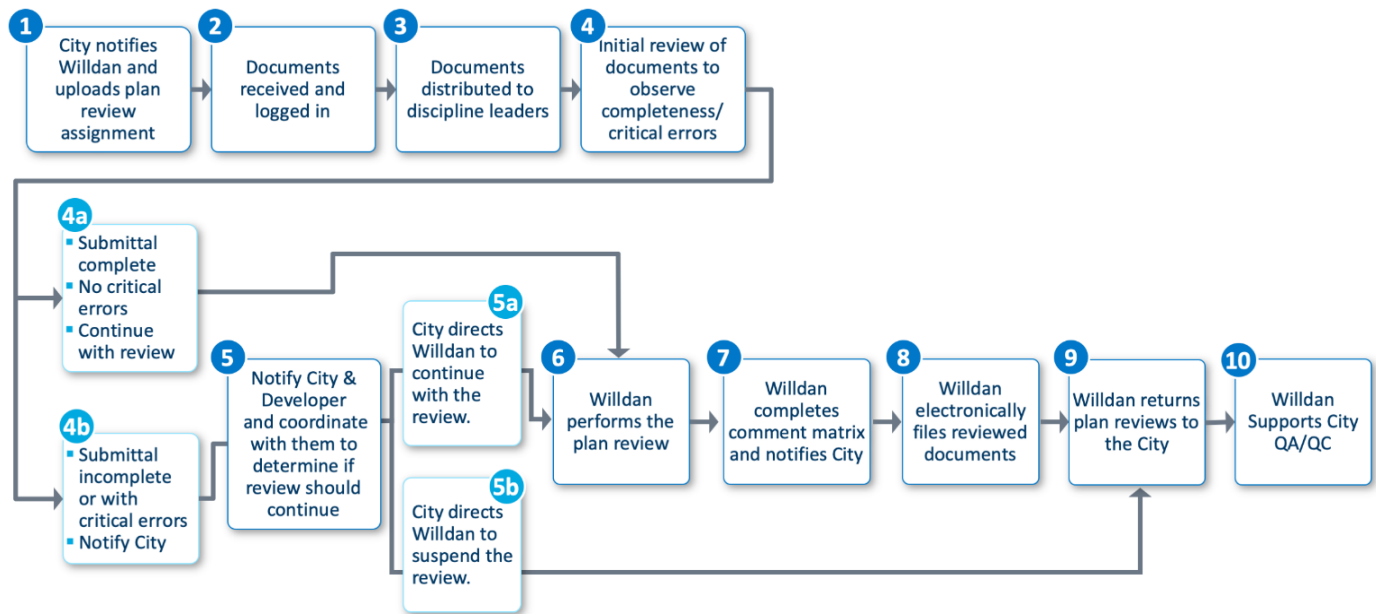 1
City notifies
Willdan and
uploads plan
review
assignment
2
Documents
received and
logged in
3
Documents
distributed to
discipline leaders
4
Initial review of
documents to
observe
completeness/
critical errors
4a
▪ Submittal
complete
▪ No critical
errors
▪ Continue
with review
4b
▪ Submittal
incomplete
or with
critical errors
▪ Notify City
5
Notify City &
Developer
and coordinate
with them to
determine if
review should
continue
5a
City directs
Willdan to
continue
with the
review.
5b
City directs
Willdan to
suspend the
review.
6
Willdan
performs the
plan review
7
Willdan
completes
comment matrix
and notifies City
8
Willdan
electronically
files reviewed
documents
9
Willdan returns
plan reviews to
the City
10
Willdan
Supports City
QA/QC